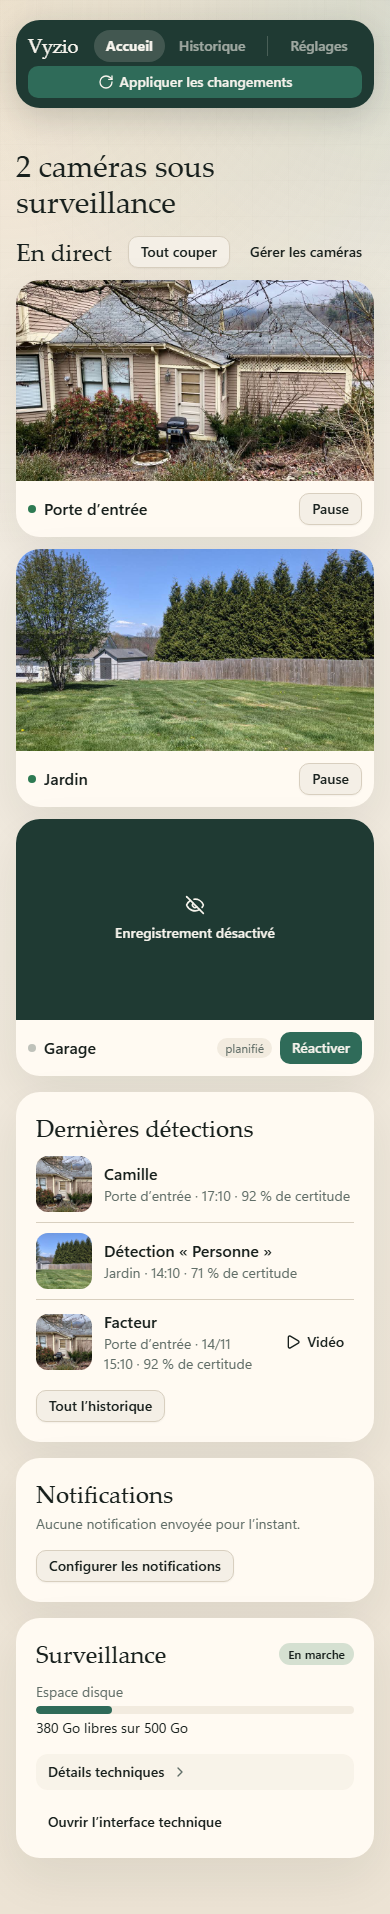 Vyzio Accueil Historique Réglages
Appliquer les changements
2 caméras sous
surveillance
En direct Tout couper Gérer les caméras
Porte d’entrée Pause
Jardin Pause
Enregistrement désactivé
Garage planifié Réactiver
Dernières détections
Camille
Porte d’entrée · 17:10 · 92 % de certitude
Détection « Personne »
Jardin · 14:10 · 71 % de certitude
Facteur
Porte d’entrée · 14/11
15:10 · 92 % de certitude
Vidéo
Tout l’historique
Notifications
Aucune notification envoyée pour l’instant.
Configurer les notifications
Surveillance En marche
Espace disque
380 Go libres sur 500 Go
Détails techniques
Ouvrir l’interface technique